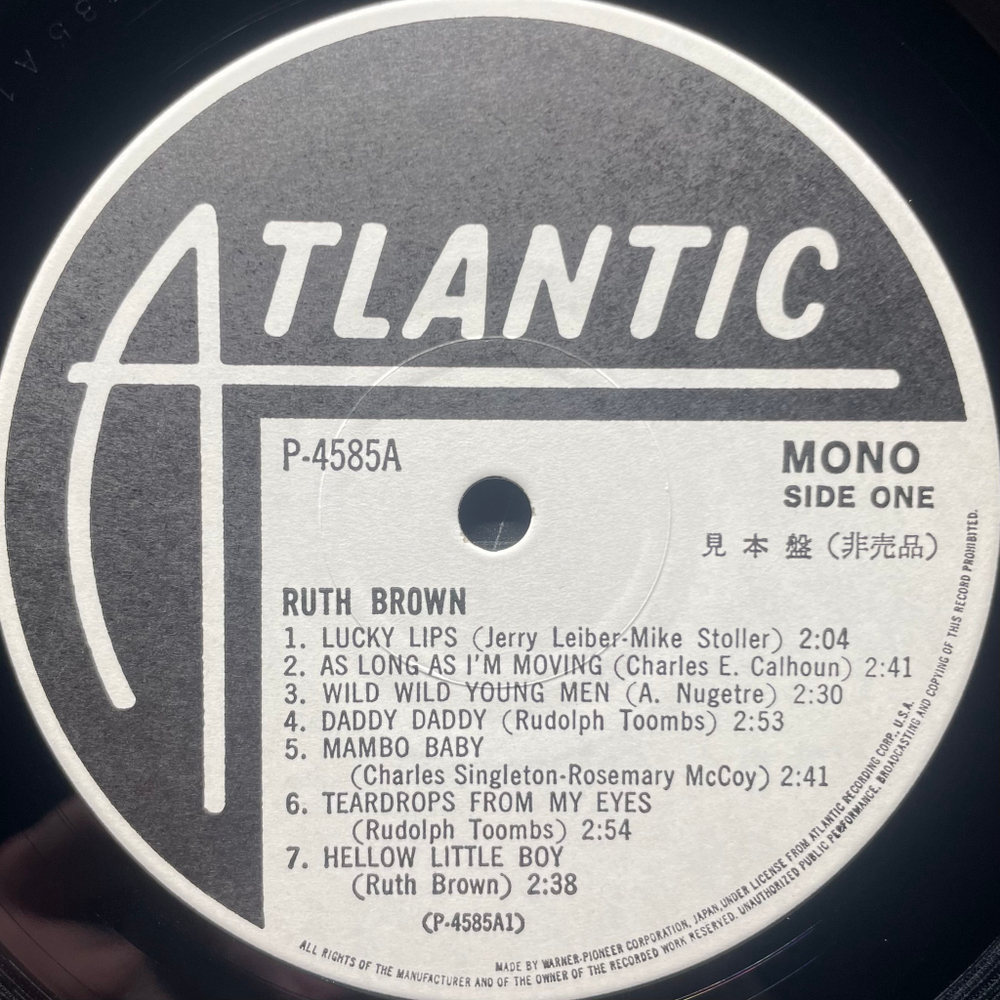 ATLANTIC
P-4585A
MONO
SIDE ONE
見本盤(非売品)
RUTH BROWN
1. LUCKY LIPS (Jerry Leiber-Mike Stoller) 2:04
2. AS LONG AS I'M MOVING (Charles E. Calhoun) 2:41
3. WILD WILD YOUNG MEN (A. Nugetre) 2:30
4. DADDY DADDY (Rudolph Toombs) 2:53
5. MAMBO BABY
(Charles Singleton-Rosemary McCoy) 2:41
6. TEARDROPS FROM MY EYES
(Rudolph Toombs) 2:54
7. HELLOW LITTLE BOY
(Ruth Brown) 2:38
(P-4585A1)
MADE BY WARNER-PIONEER CORPORATION, JAPAN, UNDER LICENSE FROM ATLANTIC RECORDING CORP., U.S.A.
ALL RIGHTS OF THE MANUFACTURER AND OF THE OWNER OF THE RECORDED WORK RESERVED. UNAUTHORIZED PUBLIC PERFORMANCE, BROADCASTING AND COPYING OF THIS RECORD PROHIBITED.